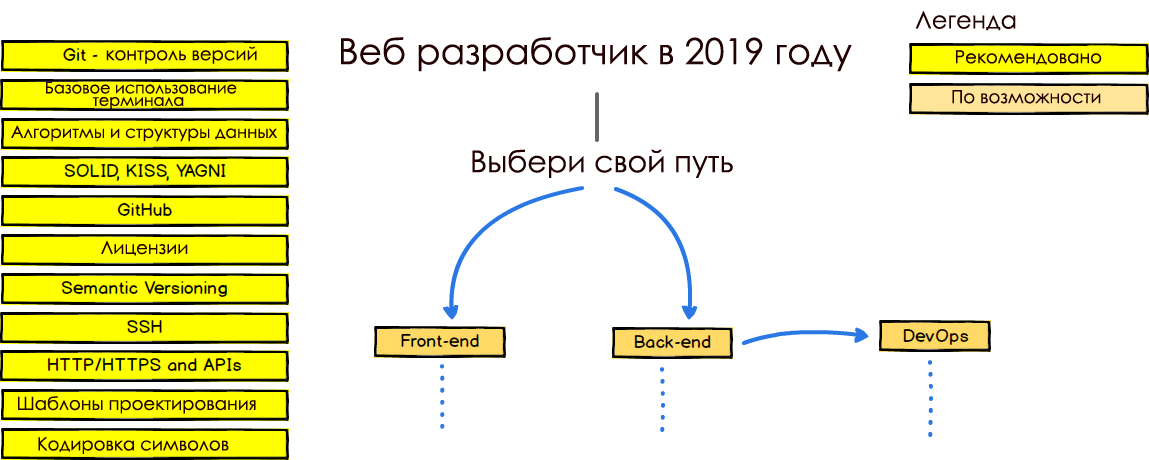 Легенда
Веб разработчик в 2019 году
Рекомендовано
По возможности
Git - контроль версий
Базовое использование
терминала
Алгоритмы и структуры данных
SOLID, KISS, YAGNI
GitHub
Лицензии
Semantic Versioning
SSH
HTTP/HTTPS and APIs
Шаблоны проектирования
Кодировка символов
Выбери свой путь
Front-end
Back-end
DevOps